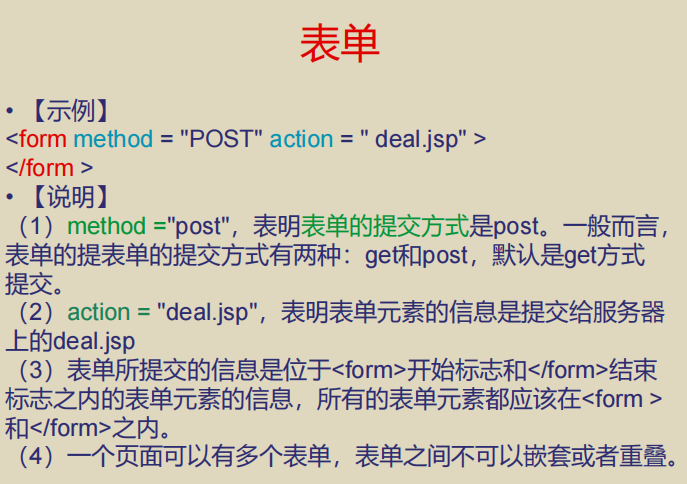 表单
• 【示例】
<form method = "POST" action = " deal.jsp" >
</form >
• 【说明】
（1）method ="post"，表明表单的提交方式是post。一般而言，
表单的提表单的提交方式有两种：get和post，默认是get方式
提交。
（2）action = "deal.jsp"，表明表单元素的信息是提交给服务器
上的deal.jsp
（3）表单所提交的信息是位于<form>开始标志和</form>结束
标志之内的表单元素的信息，所有的表单元素都应该在<form >
和</form>之内。
（4）一个页面可以有多个表单，表单之间不可以嵌套或者重叠。